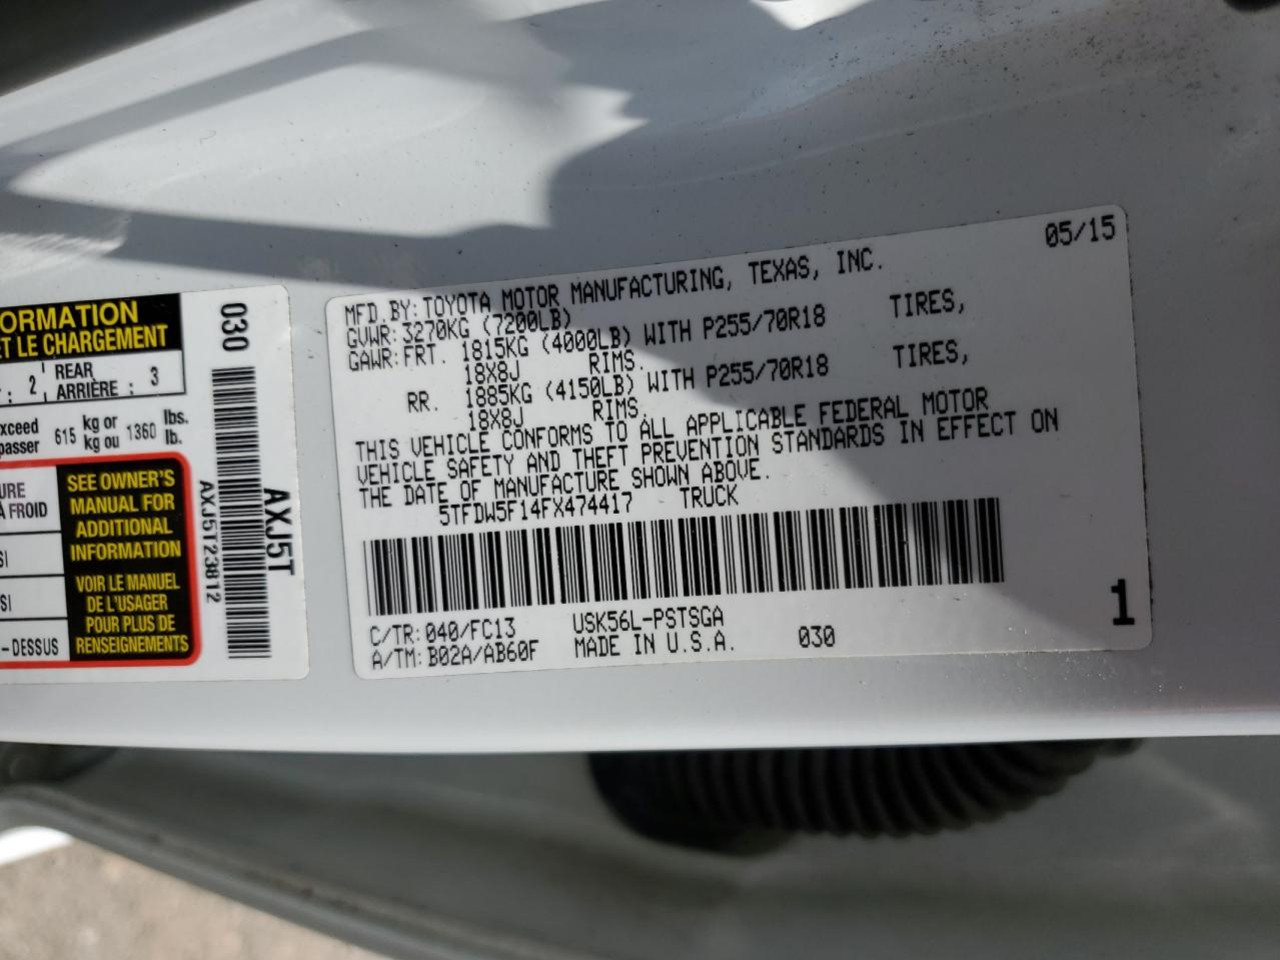 ORMATION
ET LE CHARGEMENT
: 2
REAR
ARRIÈRE : 3
xceed
passer
615
kg or
kg ou
1360
lbs.
lb.
URE
À FROID
SI
SI
-DESSUS
SEE OWNER'S
MANUAL FOR
ADDITIONAL
INFORMATION
VOIR LE MANUEL
DE L'USAGER
POUR PLUS DE
RENSEIGNEMENTS
030
AXJ5T23812
AXJ5T
05/15
MFD. BY: TOYOTA MOTOR MANUFACTURING, TEXAS, INC.
GVWR: 3270KG (7200LB)
GAWR: FRT. 1815KG (4000LB) WITH P255/70R18 TIRES,
18X8J RIMS.
RR. 1885KG (4150LB) WITH P255/70R18 TIRES,
18X8J RIMS.
THIS VEHICLE CONFORMS TO ALL APPLICABLE FEDERAL MOTOR
VEHICLE SAFETY AND THEFT PREVENTION STANDARDS IN EFFECT ON
THE DATE OF MANUFACTURE SHOWN ABOVE.
5TFDW5F14FX474417 TRUCK
C/TR: 040/FC13 USK56L-PSTSGA
A/TM: B02A/AB60F MADE IN U.S.A. 030
1